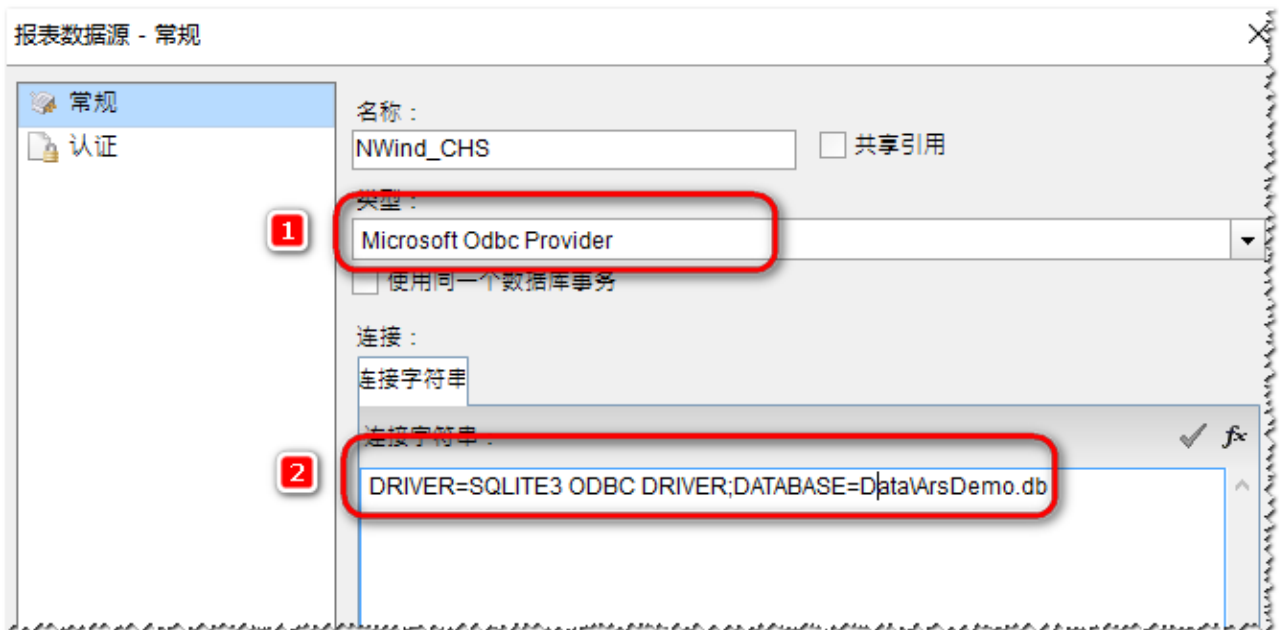 报表数据源 - 常规
常规
认证
名称：
NWind_CHS
共享引用
类型：
1
Microsoft Odbc Provider
使用同一个数据库事务
连接：
连接字符串
连接字符串：
fx
2
DRIVER=SQLITE3 ODBC DRIVER;DATABASE=Data\ArsDemo.db